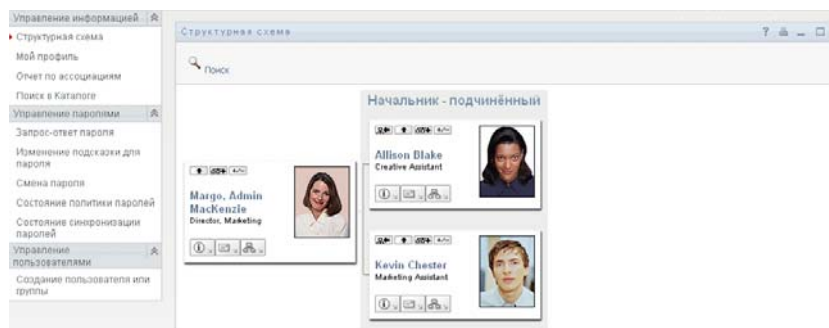 Управление информацией
Структурная схема
Мой профиль
Отчет по ассоциациям
Поиск в Каталоге
Управление паролями
Запрос-ответ пароля
Изменение подсказки для
пароля
Смена пароля
Состояние политики паролей
Состояние синхронизации
паролей
Управление
пользователями
Создание пользователя или
группы
Структурная схема
Поиск
Начальник - подчинённый
Margo, Admin
MacKenzie
Director, Marketing
Allison Blake
Creative Assistant
Kevin Chester
Marketing Assistant